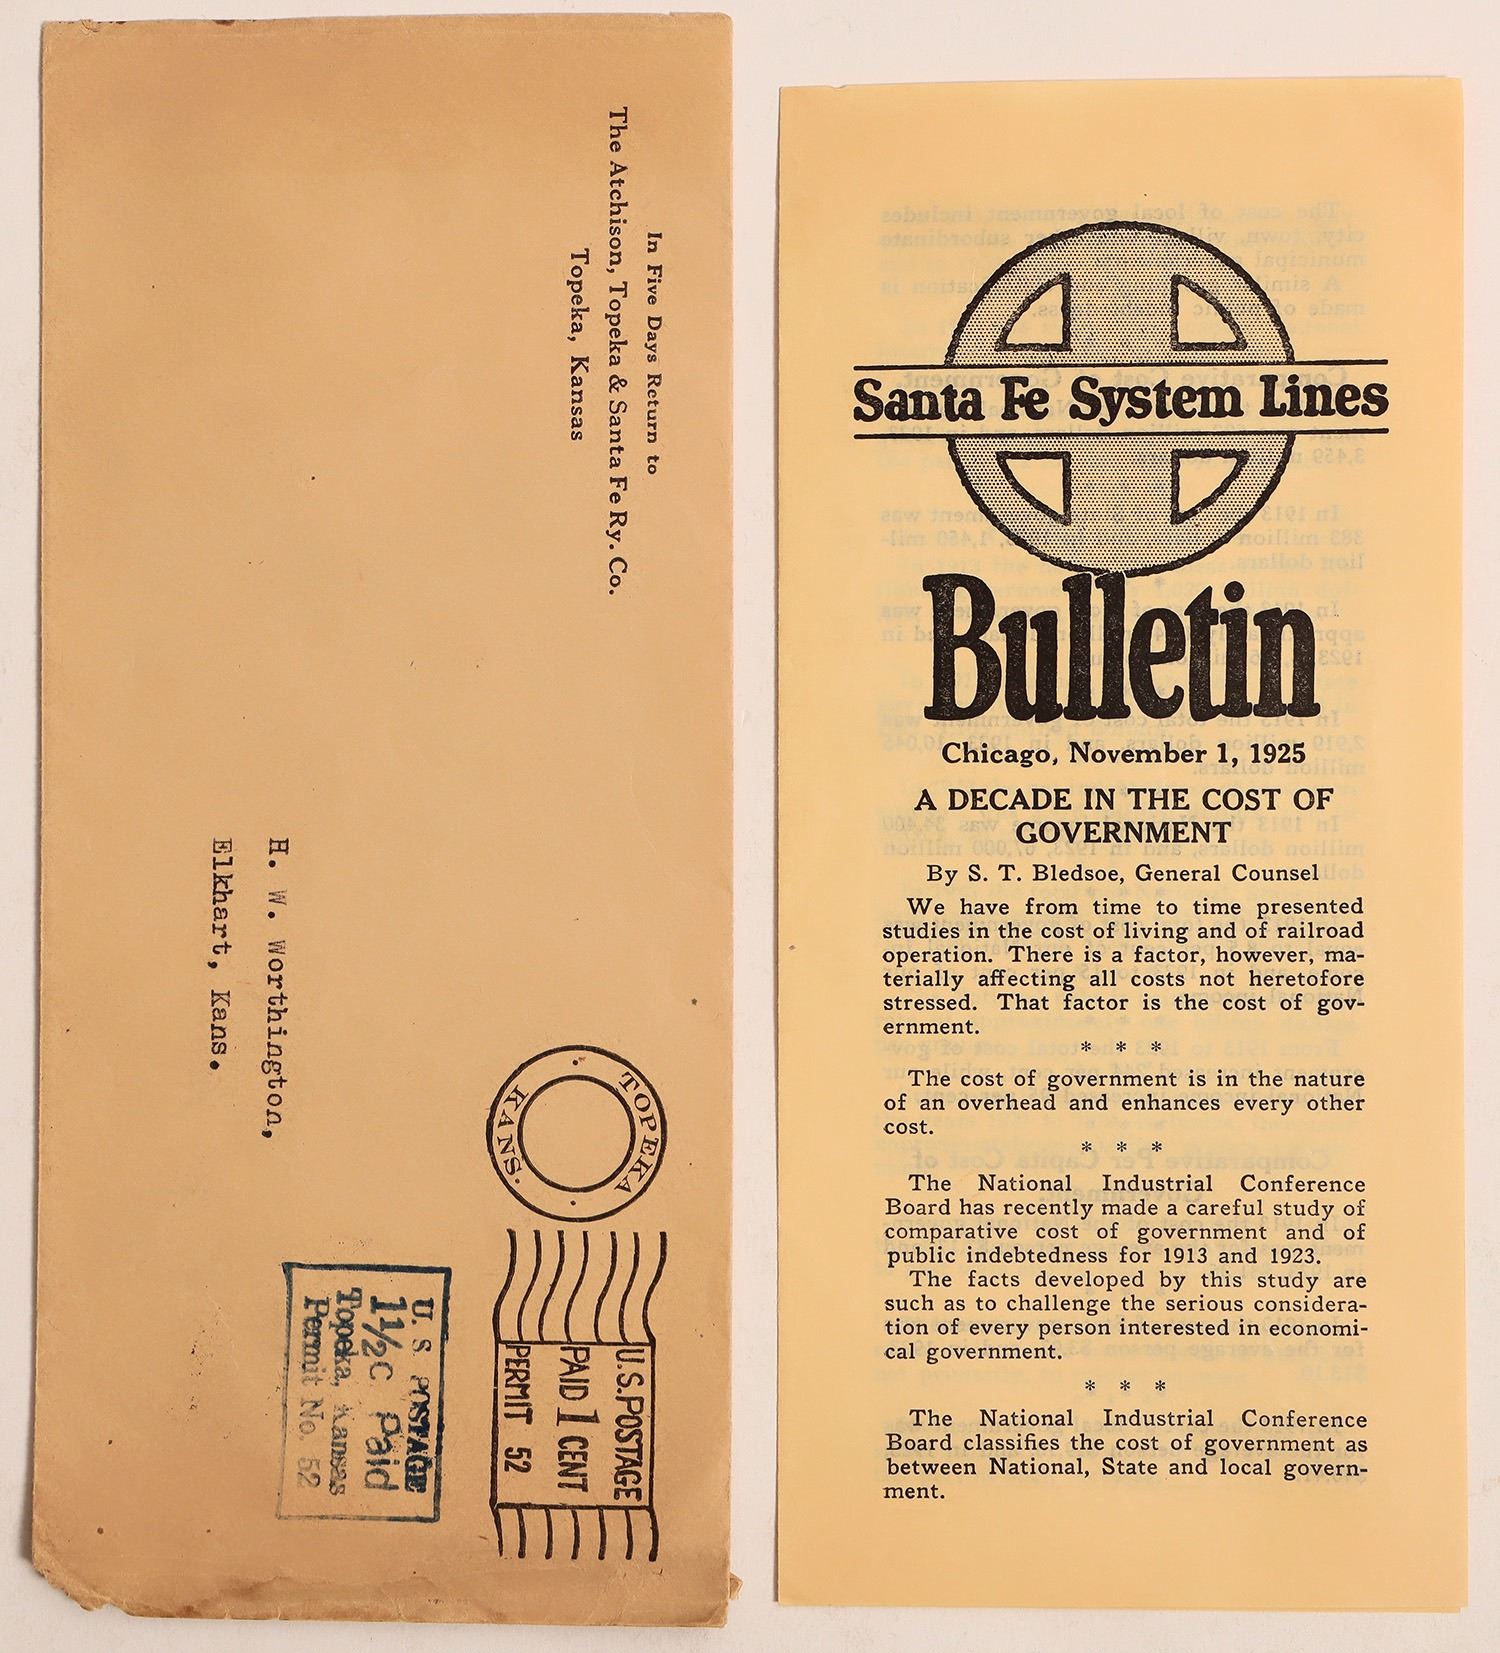 In Five Days Return to
The Atchison, Topeka & Santa Fe Ry. Co.
Topeka, Kansas
H. W. Worthington,
Elkhart, Kans.
TOPEKA
KANS.
U.S.POSTAGE
PAID 1 CENT
PERMIT 52
U. S. POSTAGE
1½c Paid
Topeka, Kansas
Permit No. 52
Santa Fe System Lines
Bulletin
Chicago, November 1, 1925
A DECADE IN THE COST OF
GOVERNMENT
By S. T. Bledsoe, General Counsel
We have from time to time presented
studies in the cost of living and of railroad
operation. There is a factor, however, ma-
terially affecting all costs not heretofore
stressed. That factor is the cost of gov-
ernment.
* * *
The cost of government is in the nature
of an overhead and enhances every other
cost.
* * *
The National Industrial Conference
Board has recently made a careful study of
comparative cost of government and of
public indebtedness for 1913 and 1923.
The facts developed by this study are
such as to challenge the serious considera-
tion of every person interested in economi-
cal government.
* * *
The National Industrial Conference
Board classifies the cost of government as
between National, State and local govern-
ment.